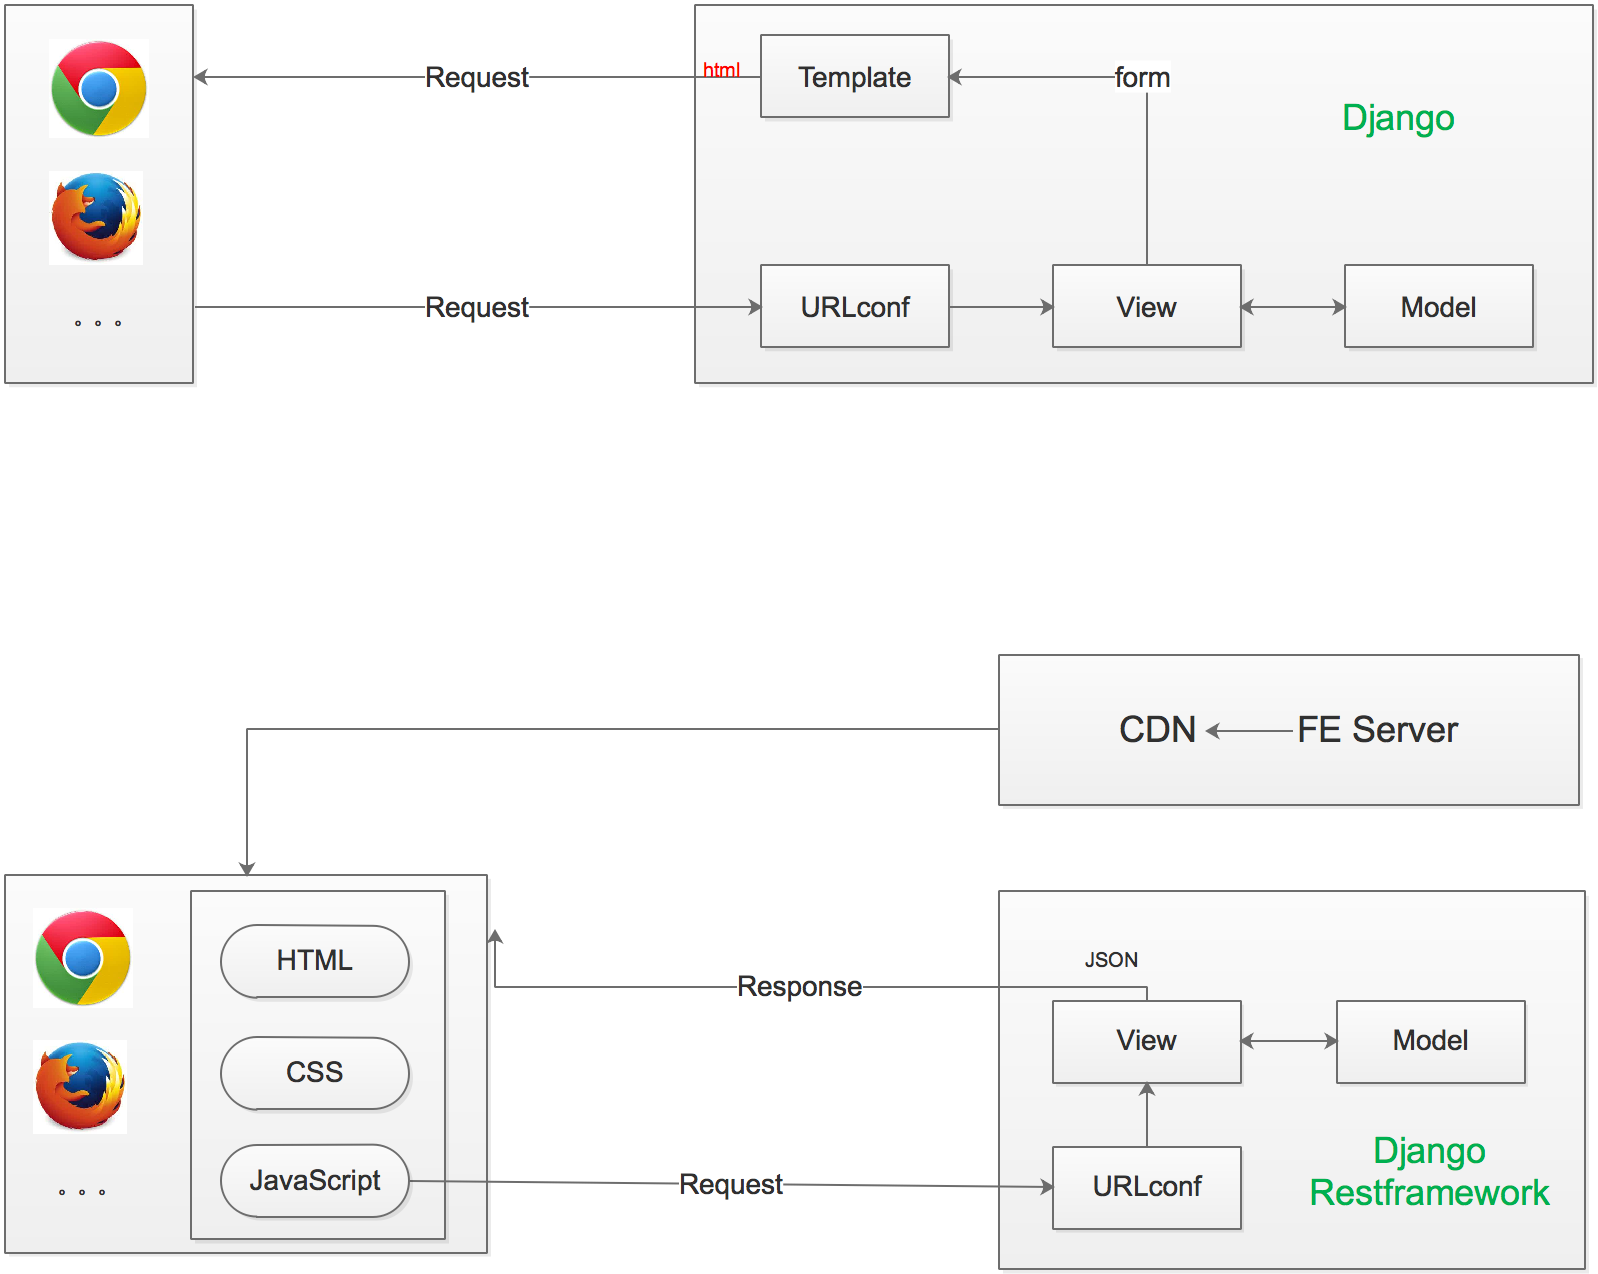 Request
html
Template
form
Django
Request
URLconf
View
Model
。。。
CDN
FE Server
HTML
CSS
JavaScript
。。。
Response
JSON
View
Model
Request
URLconf
Django
Restframework